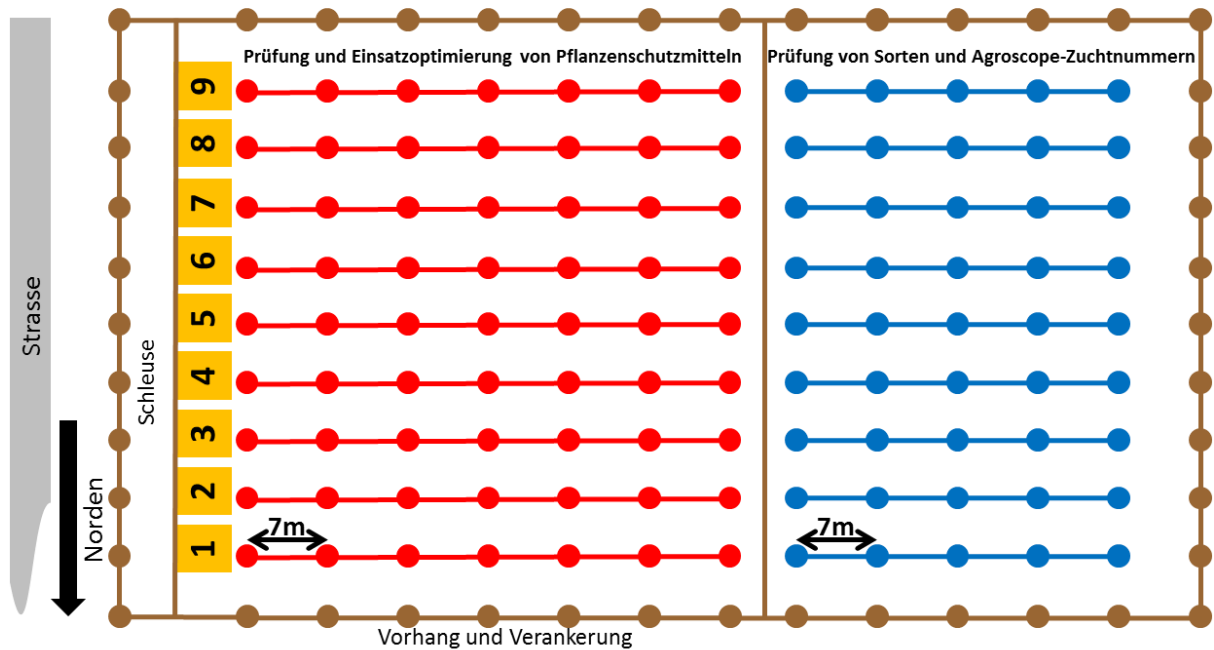 Prüfung und Einsatzoptimierung von Pflanzenschutzmitteln
Prüfung von Sorten und Agroscope-Zuchtnummern
9
8
7
6
5
4
3
2
1
Strasse
Schleuse
Norden
7m
7m
Vorhang und Verankerung